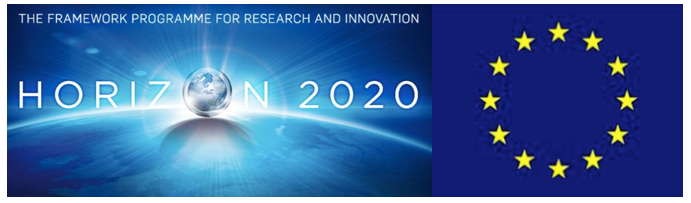 THE FRAMEWORK PROGRAMME FOR RESEARCH AND INNOVATION
HORIZON 2020